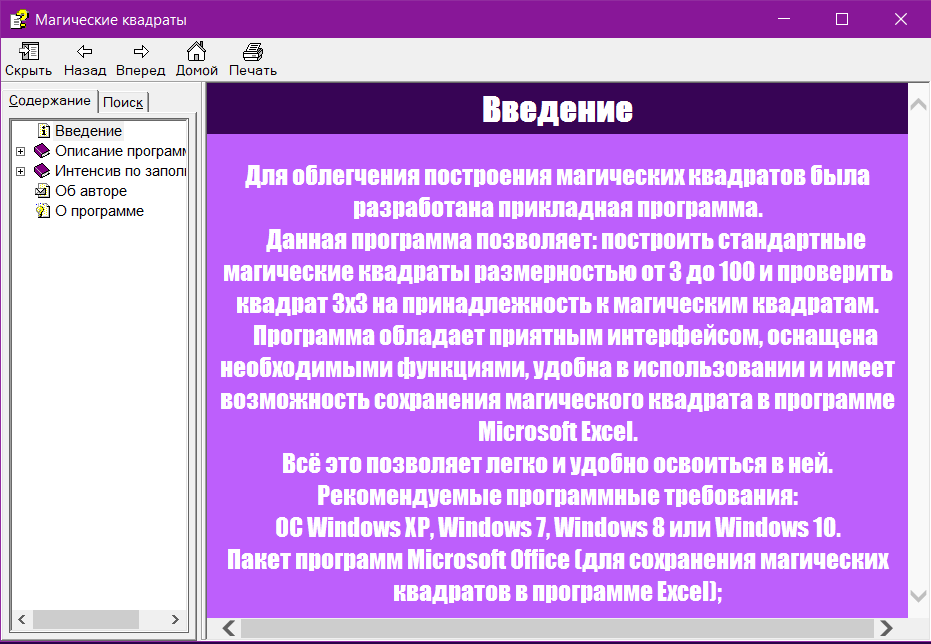 Магические квадраты
Скрыть Назад Вперед Домой Печать
Содержание Поиск
Введение
Описание програм
Интенсив по запол
Об авторе
О программе
Введение
Для облегчения построения магических квадратов была
разработана прикладная программа.
Данная программа позволяет: построить стандартные
магические квадраты размерностью от 3 до 100 и проверить
квадрат 3х3 на принадлежность к магическим квадратам.
Программа обладает приятным интерфейсом, оснащена
необходимыми функциями, удобна в использовании и имеет
возможность сохранения магического квадрата в программе
Microsoft Excel.
Всё это позволяет легко и удобно освоиться в ней.
Рекомендуемые программные требования:
ОС Windows XP, Windows 7, Windows 8 или Windows 10.
Пакет программ Microsoft Office (для сохранения магических
квадратов в программе Excel);